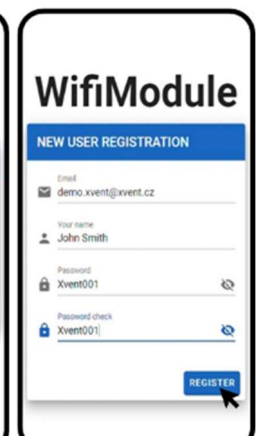 WifiModule
NEW USER REGISTRATION
Email
demo.xvent@xvent.cz
Your name
John Smith
Password
Xvent001
Password check
Xvent001
REGISTER